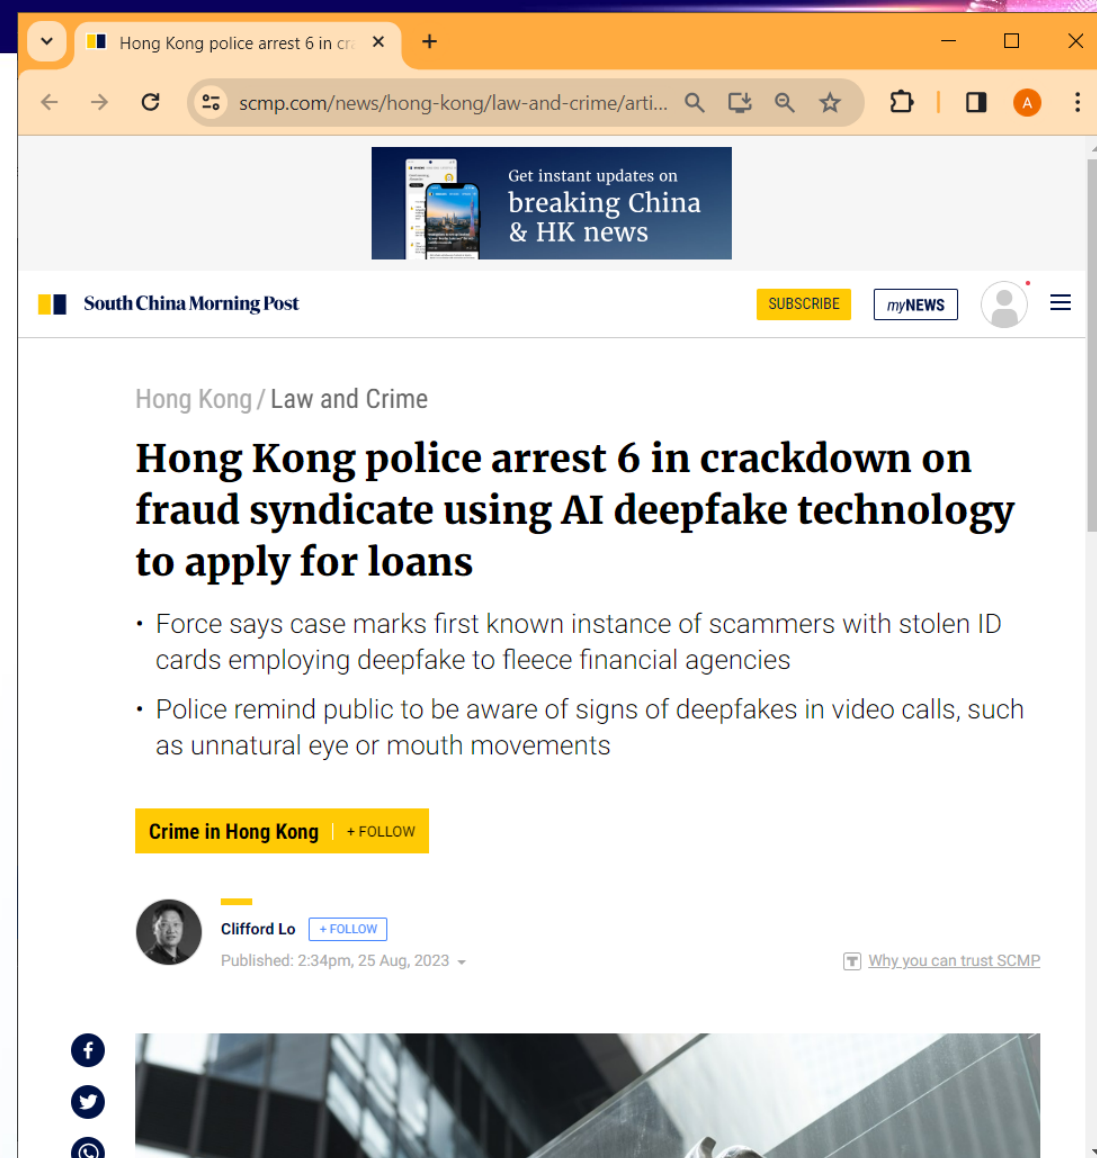 Hong Kong police arrest 6 in cra
scmp.com/news/hong-kong/law-and-crime/arti...
A
Get instant updates on
breaking China
& HK news
South China Morning Post
SUBSCRIBE
myNEWS
Hong Kong / Law and Crime
Hong Kong police arrest 6 in crackdown on
fraud syndicate using AI deepfake technology
to apply for loans
• Force says case marks first known instance of scammers with stolen ID
cards employing deepfake to fleece financial agencies
• Police remind public to be aware of signs of deepfakes in video calls, such
as unnatural eye or mouth movements
Crime in Hong Kong + FOLLOW
Clifford Lo + FOLLOW
Published: 2:34pm, 25 Aug, 2023
Why you can trust SCMP